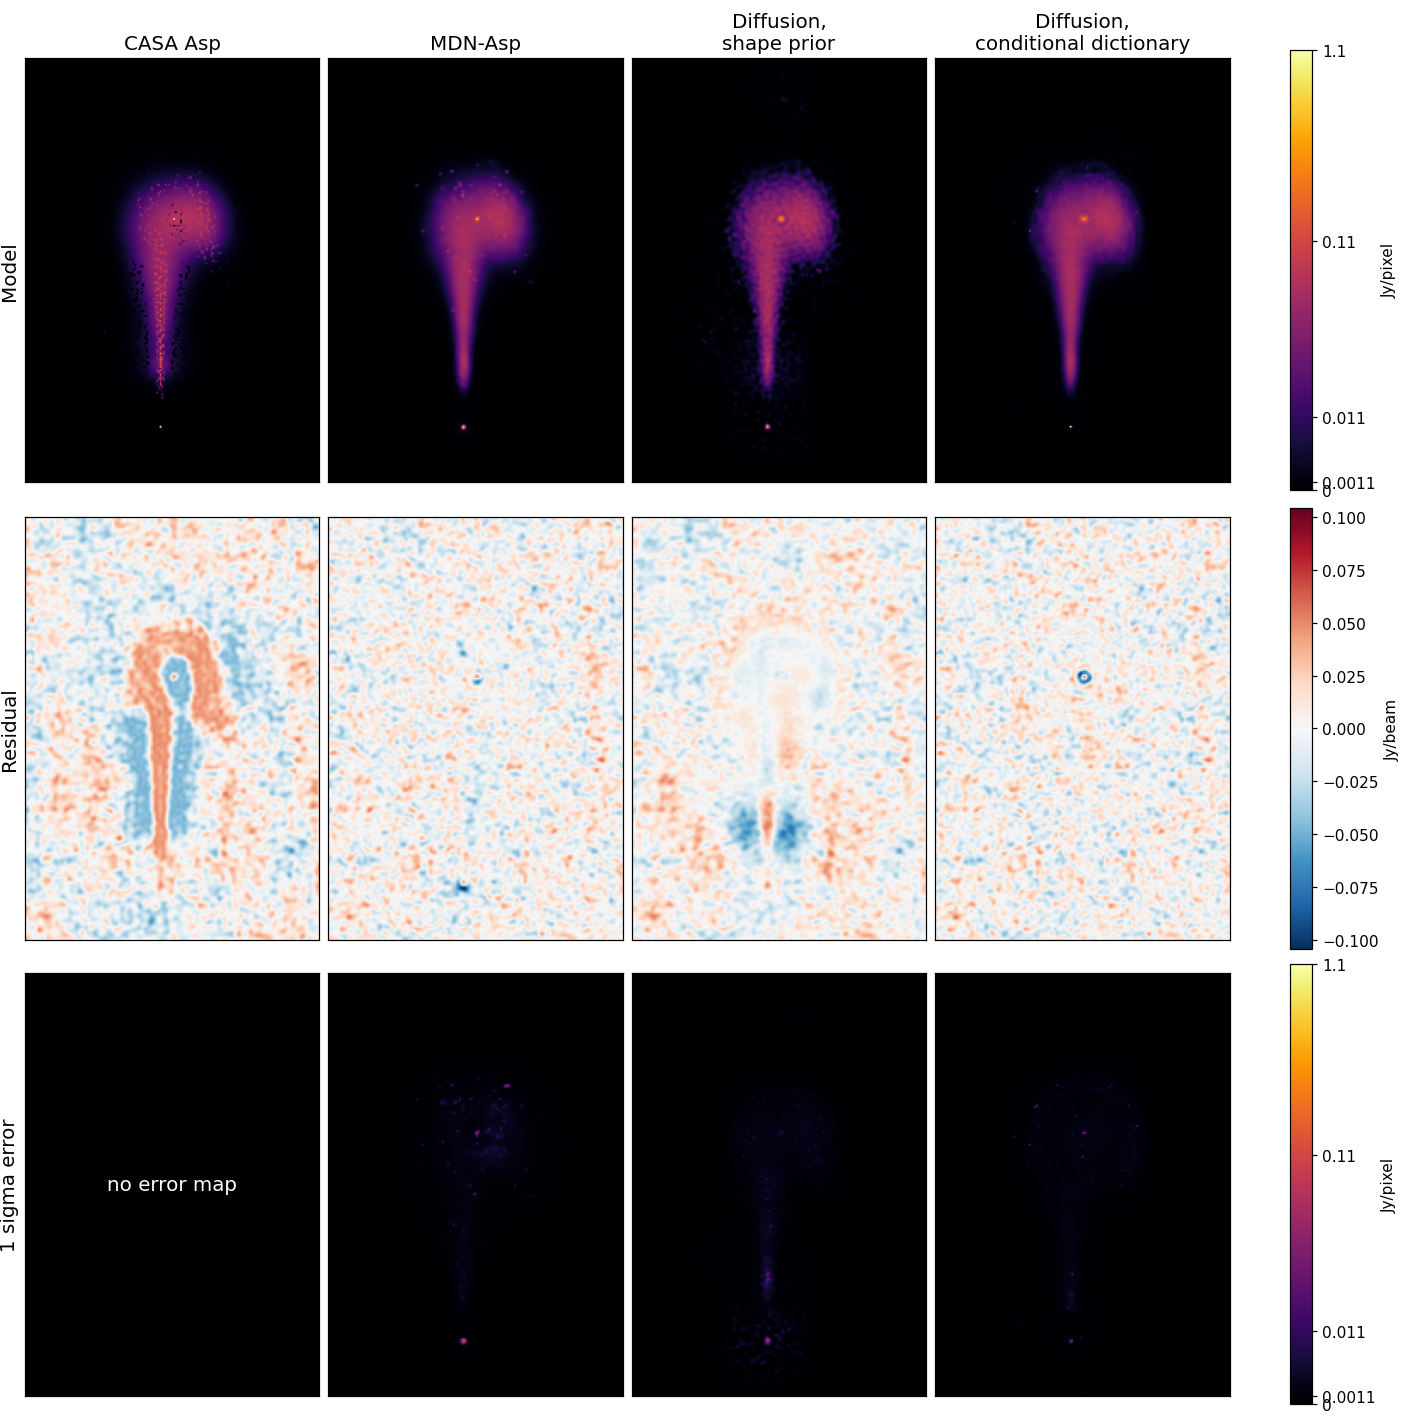 CASA Asp
MDN-Asp
Diffusion,
shape prior
Diffusion,
conditional dictionary
Model
1.1
0.11
0.011
0.0011
0
Jy/pixel
Residual
0.100
0.075
0.050
0.025
0.000
−0.025
−0.050
−0.075
−0.100
Jy/beam
1 sigma error
no error map
1.1
0.11
0.011
0.0011
0
Jy/pixel